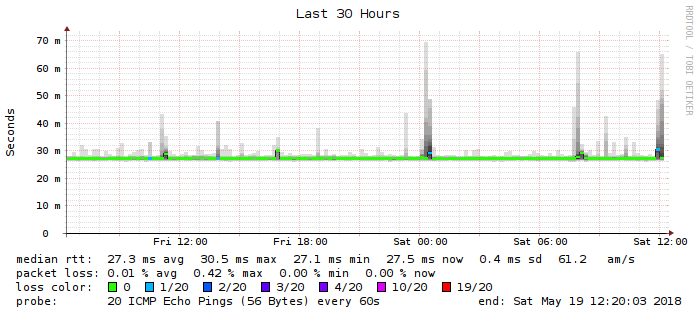 Last 30 Hours
RRDTOOL / TOBI OETIKER
Seconds
70 m
60 m
50 m
40 m
30 m
20 m
10 m
0
Fri 12:00 Fri 18:00 Sat 00:00 Sat 06:00 Sat 12:00
median rtt: 27.3 ms avg 30.5 ms max 27.1 ms min 27.5 ms now 0.4 ms sd 61.2 am/s
packet loss: 0.01 % avg 0.42 % max 0.00 % min 0.00 % now
loss color: 0 1/20 2/20 3/20 4/20 10/20 19/20
probe: 20 ICMP Echo Pings (56 Bytes) every 60s end: Sat May 19 12:20:03 2018